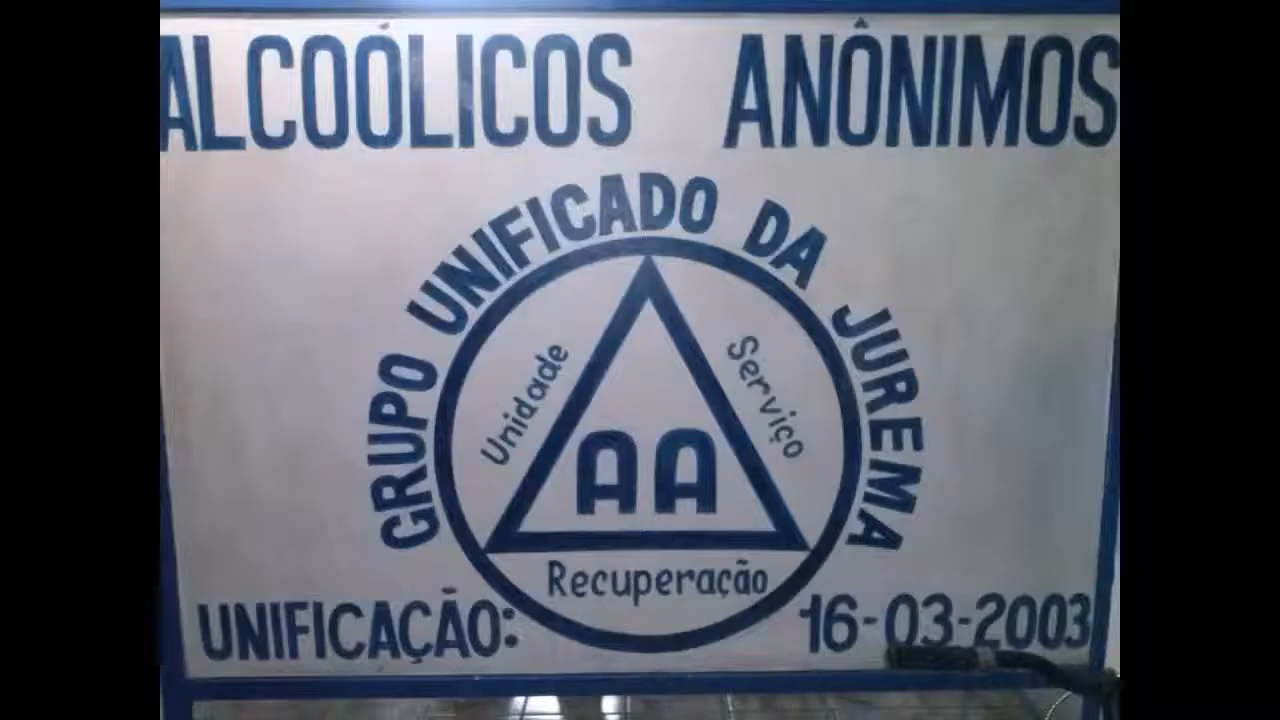 ALCOÓLICOS ANÔNIMOS
GRUPO UNIFICADO DA JUREMA
Unidade
Serviço
AA
Recuperação
UNIFICAÇÃO: 16-03-2003